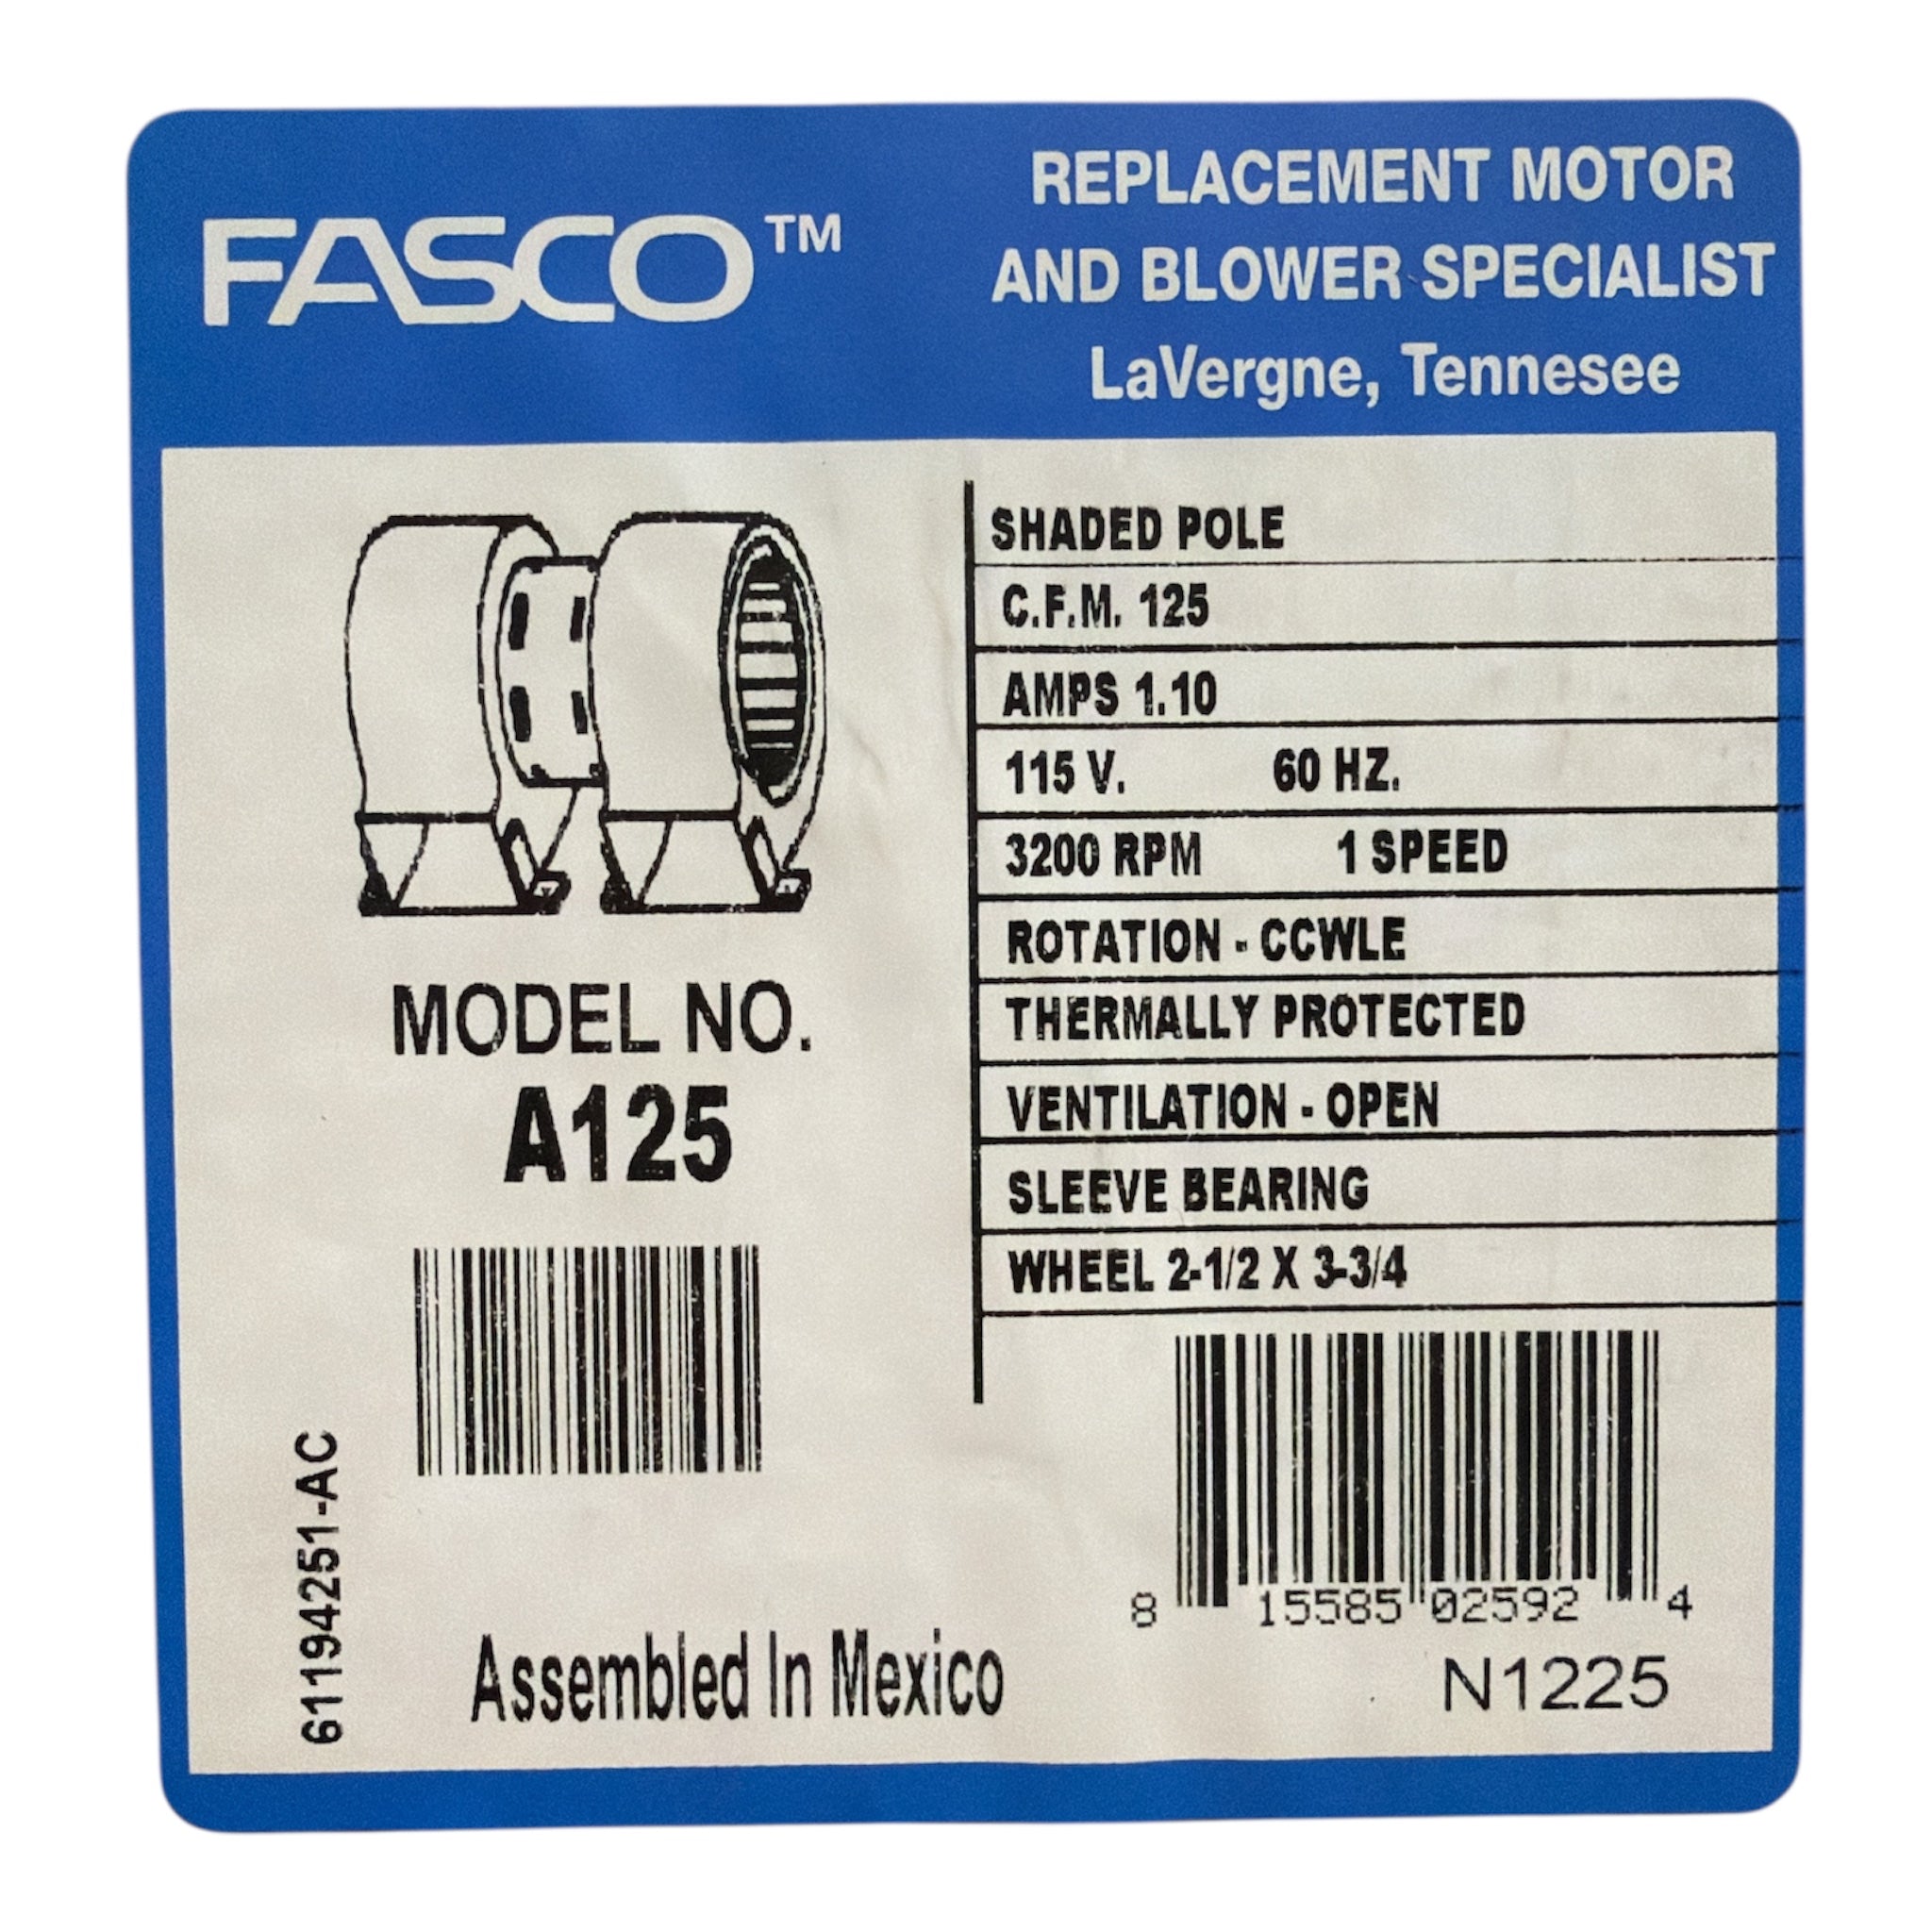 FASCO™
REPLACEMENT MOTOR
AND BLOWER SPECIALIST
LaVergne, Tennesee
MODEL NO.
A125
61194251-AC
Assembled In Mexico
SHADED POLE
C.F.M. 125
AMPS 1.10
115 V. 60 HZ.
3200 RPM 1 SPEED
ROTATION - CCWLE
THERMALLY PROTECTED
VENTILATION - OPEN
SLEEVE BEARING
WHEEL 2-1/2 X 3-3/4
8 15585 02592 4
N1225